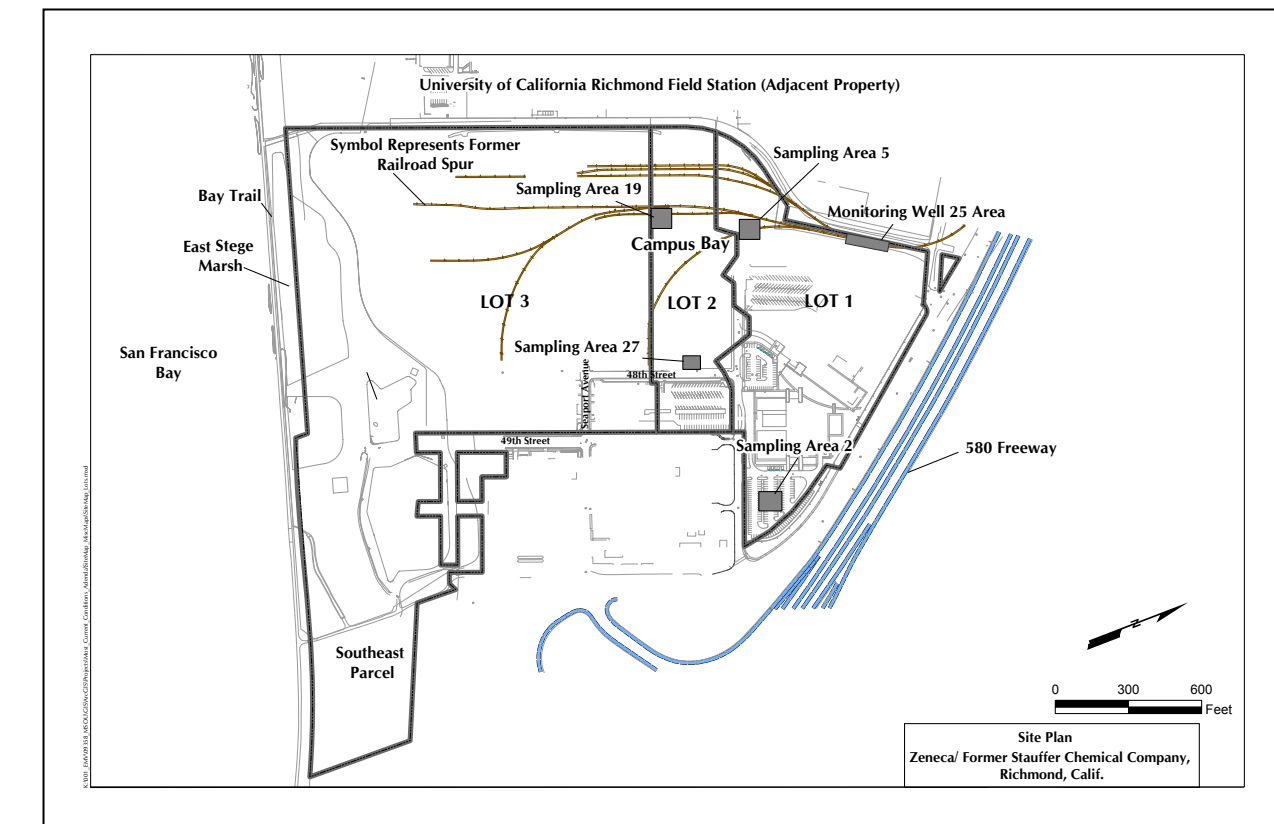 University of California Richmond Field Station (Adjacent Property)
Symbol Represents Former
Railroad Spur
Sampling Area 5
Sampling Area 19
Bay Trail
Monitoring Well 25 Area
East Stege
Marsh
Campus Bay
LOT 3
LOT 2
LOT 1
San Francisco
Bay
Sampling Area 27
48th Street
Seaport Avenue
49th Street
Sampling Area 2
580 Freeway
Southeast
Parcel
N
0 300 600
Feet
Site Plan
Zeneca/ Former Stauffer Chemical Company,
Richmond, Calif.